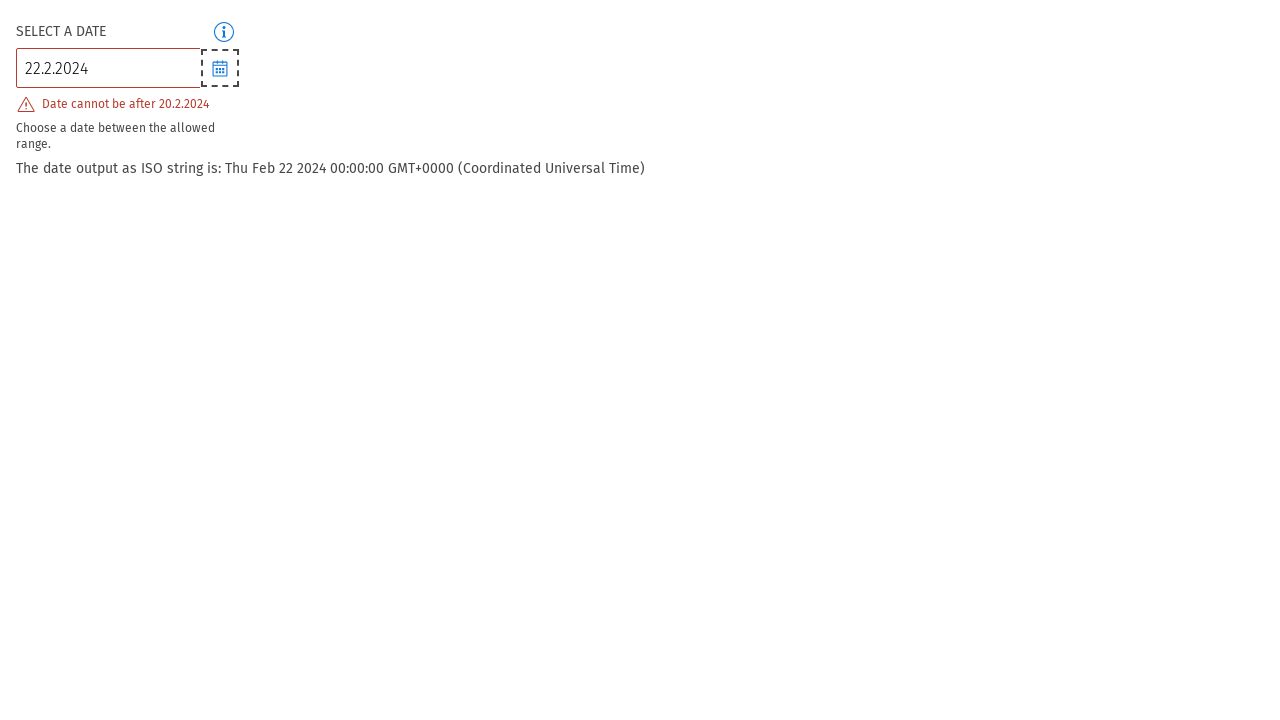 SELECT A DATE
22.2.2024
Date cannot be after 20.2.2024
Choose a date between the allowed
range.
The date output as ISO string is: Thu Feb 22 2024 00:00:00 GMT+0000 (Coordinated Universal Time)